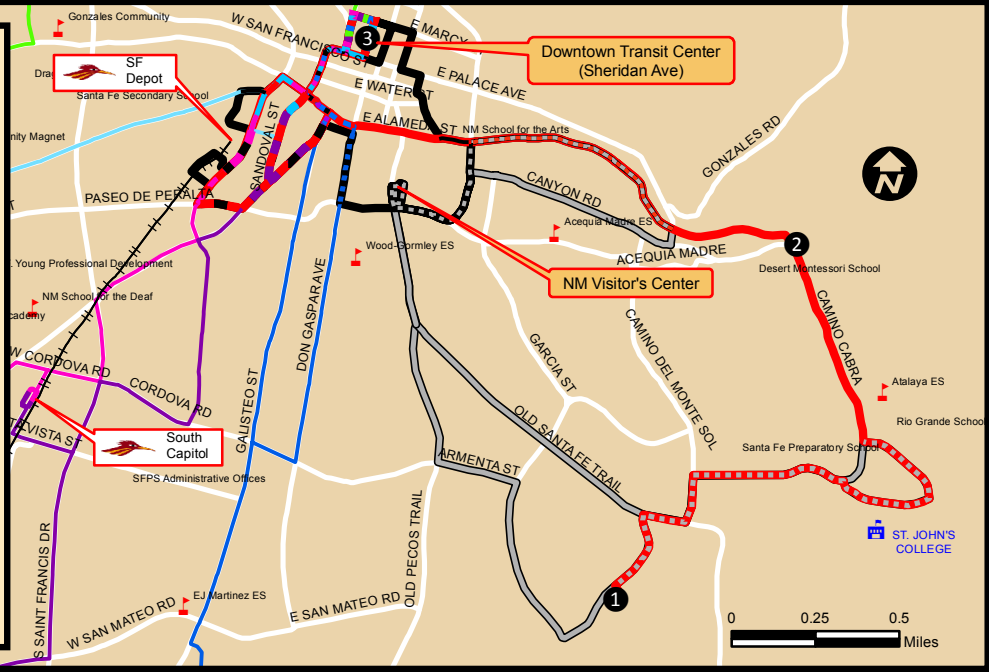 Gonzales Community
W SAN FRANCISCO ST
3
E MARCY
Downtown Transit Center
(Sheridan Ave)
SF
Depot
Santa Fe Secondary School
E WATER ST
E PALACE AVE
nity Magnet
SANDOVAL ST
E ALAMEDA ST
NM School for the Arts
GONZALES RD
N
PASEO DE PERALTA
CANYON RD
Acequia Madre ES
Wood-Gormley ES
ACEQUIA MADRE
2
Young Professional Development
NM Visitor's Center
Desert Montessori School
NM School for the Deaf
cademy
DON GASPAR AVE
CAMINO CABRA
GARCIA ST
CAMINO DEL MONTE SOL
W CORDOVA RD
CORDOVA RD
GALISTEO ST
Atalaya ES
Rio Grande School
South
Capitol
OLD SANTA FE TRAIL
Santa Fe Preparatory School
ARMENTA ST
SFPS Administrative Offices
OLD PECOS TRAIL
S SAINT FRANCIS DR
ST. JOHN'S
COLLEGE
EJ Martinez ES
E SAN MATEO RD
W SAN MATEO RD
1
0 0.25 0.5
Miles